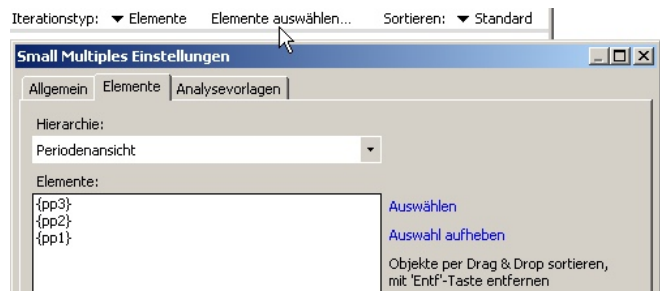 Iterationstyp: ▼ Elemente Elemente auswählen... Sortieren: ▼ Standard
Small Multiples Einstellungen
Allgemein Elemente Analysevorlagen
Hierarchie:
Periodenansicht
Elemente:
{pp3}
{pp2}
{pp1}
Auswählen
Auswahl aufheben
Objekte per Drag & Drop sortieren,
mit 'Entf'-Taste entfernen